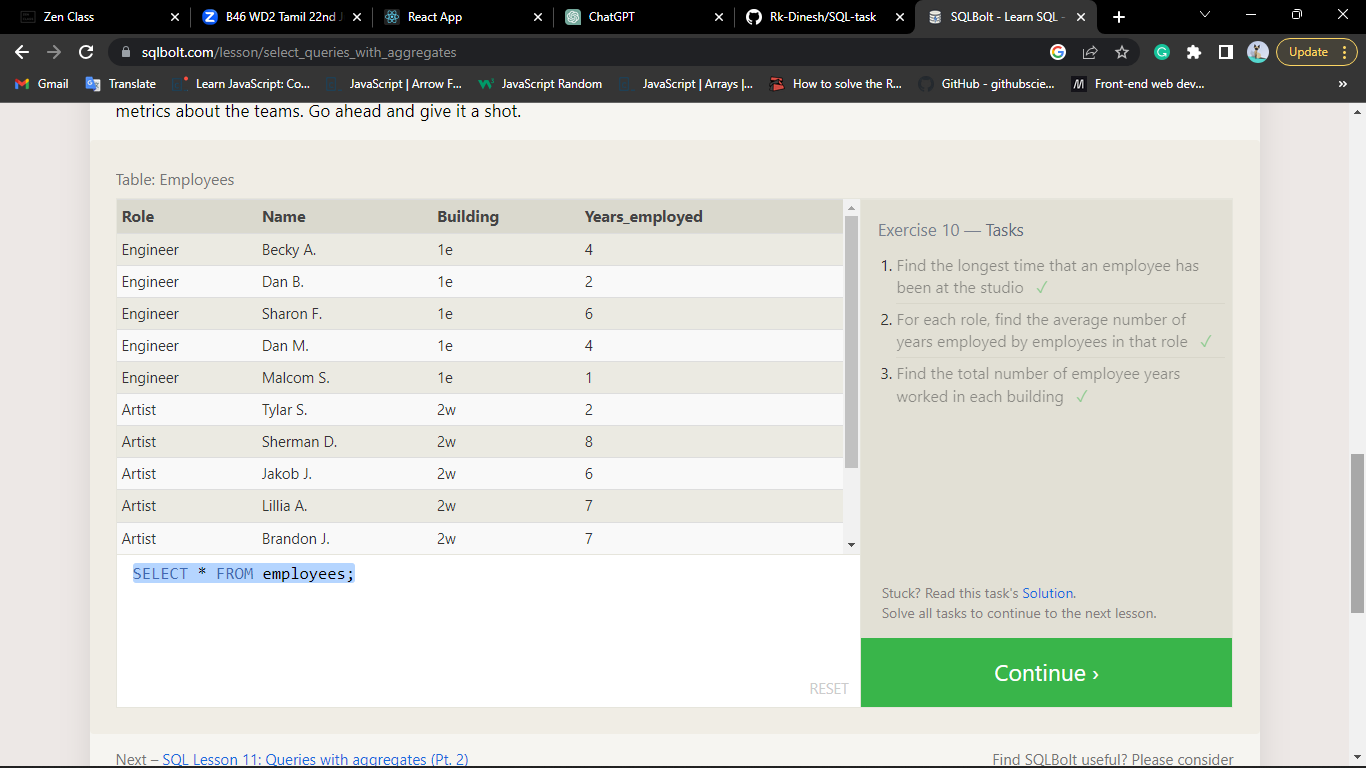 Zen Class
B46 WD2 Tamil 22nd J
React App
ChatGPT
Rk-Dinesh/SQL-task
SQLBolt - Learn SQL -
sqlbolt.com/lesson/select_queries_with_aggregates
Update
Gmail
Translate
Learn JavaScript: Co...
JavaScript | Arrow F...
JavaScript Random
JavaScript | Arrays |...
How to solve the R...
GitHub - githubscie...
Front-end web dev...
»
metrics about the teams. Go ahead and give it a shot.
Table: Employees
Role Name Building Years_employed
Engineer Becky A. 1e 4
Engineer Dan B. 1e 2
Engineer Sharon F. 1e 6
Engineer Dan M. 1e 4
Engineer Malcom S. 1e 1
Artist Tylar S. 2w 2
Artist Sherman D. 2w 8
Artist Jakob J. 2w 6
Artist Lillia A. 2w 7
Artist Brandon J. 2w 7
SELECT * FROM employees;
RESET
Exercise 10 — Tasks
1. Find the longest time that an employee has
been at the studio ✓
2. For each role, find the average number of
years employed by employees in that role ✓
3. Find the total number of employee years
worked in each building ✓
Stuck? Read this task's Solution.
Solve all tasks to continue to the next lesson.
Continue ›
Next – SQL Lesson 11: Queries with aggregates (Pt. 2)
Find SQLBolt useful? Please consider